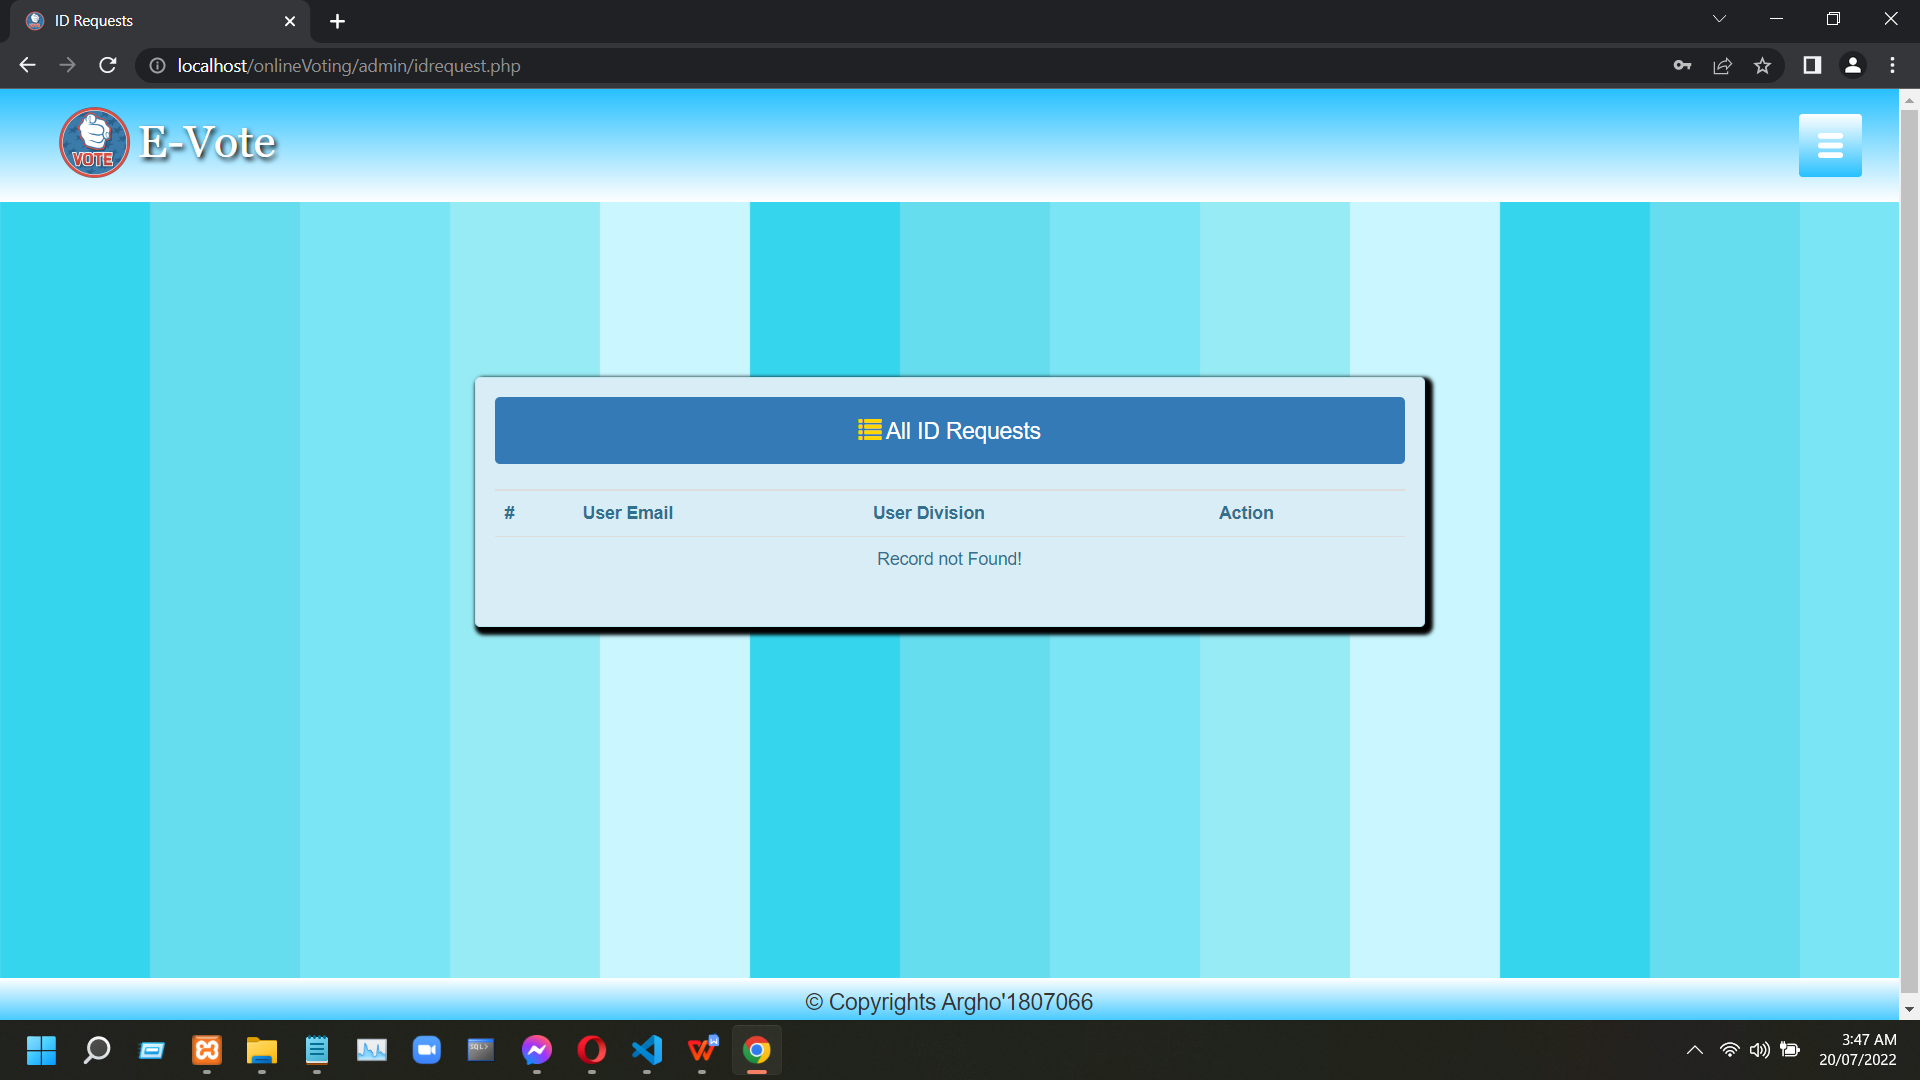 ID Requests
localhost/onlineVoting/admin/idrequest.php
VOTE
E-Vote
All ID Requests
# User Email User Division Action
Record not Found!
© Copyrights Argho'1807066
SQL>
3:47 AM
20/07/2022